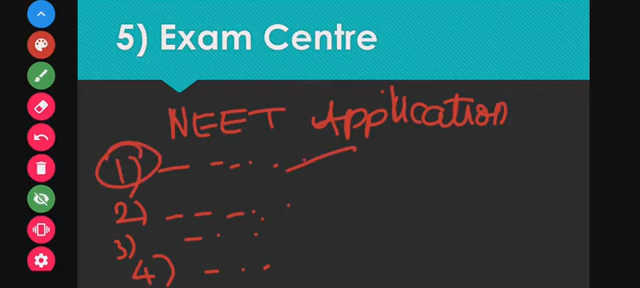 5) Exam Centre
NEET Application
1)
2)
3)
4)